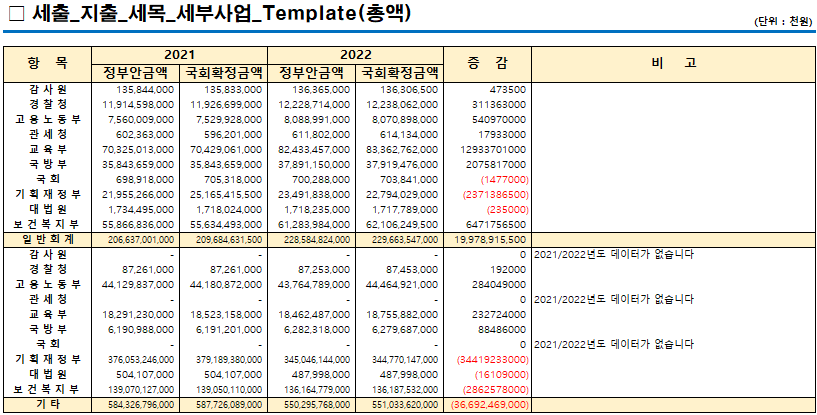 □ 세출_지출_세목_세부사업_Template(총액)
(단위 : 천원)
항 목 2021 2022 증 감 비 고
정부안금액 국회확정금액 정부안금액 국회확정금액
감사원 135,844,000 135,833,000 136,365,000 136,306,500 473500
경찰청 11,914,598,000 11,926,699,000 12,228,714,000 12,238,062,000 311363000
고용노동부 7,560,009,000 7,529,928,000 8,088,991,000 8,070,898,000 540970000
관세청 602,363,000 596,201,000 611,802,000 614,134,000 17933000
교육부 70,325,013,000 70,429,061,000 82,433,457,000 83,362,762,000 12933701000
국방부 35,843,659,000 35,843,659,000 37,891,150,000 37,919,476,000 2075817000
국회 698,918,000 705,318,000 700,288,000 703,841,000 (1477000)
기획재정부 21,955,266,000 25,165,415,500 23,491,838,000 22,794,029,000 (2371386500)
대법원 1,734,495,000 1,718,024,000 1,718,235,000 1,717,789,000 (235000)
보건복지부 55,866,836,000 55,634,493,000 61,283,984,000 62,106,249,500 6471756500
일반회계 206,637,001,000 209,684,631,500 228,584,824,000 229,663,547,000 19,978,915,500
감사원 - - - - 0 2021/2022년도 데이터가 없습니다
경찰청 87,261,000 87,261,000 87,253,000 87,453,000 192000
고용노동부 44,129,837,000 44,180,872,000 43,764,789,000 44,464,921,000 284049000
관세청 - - - - 0 2021/2022년도 데이터가 없습니다
교육부 18,291,230,000 18,523,158,000 18,462,487,000 18,755,882,000 232724000
국방부 6,190,988,000 6,191,201,000 6,282,318,000 6,279,687,000 88486000
국회 - - - - 0 2021/2022년도 데이터가 없습니다
기획재정부 376,053,246,000 379,189,380,000 345,046,144,000 344,770,147,000 (34419233000)
대법원 504,107,000 504,107,000 487,998,000 487,998,000 (16109000)
보건복지부 139,070,127,000 139,050,110,000 136,164,779,000 136,187,532,000 (2862578000)
기타 584,326,796,000 587,726,089,000 550,295,768,000 551,033,620,000 (36,692,469,000)